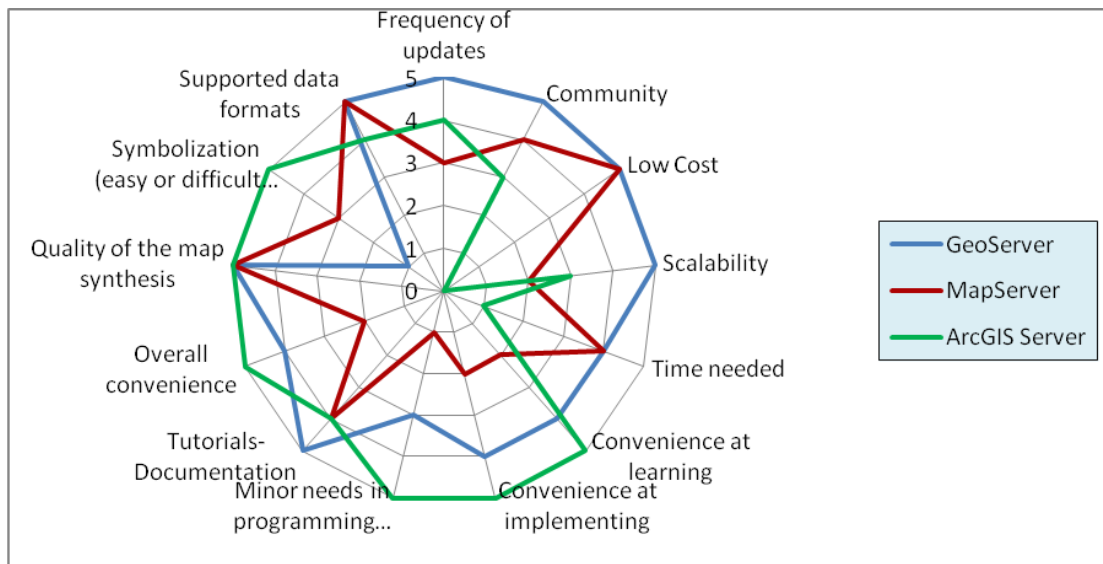 Frequency of
updates
Supported data
formats
Community
Symbolization
(easy or difficult...
Low Cost
Quality of the map
synthesis
Scalability
Overall
convenience
Time needed
Tutorials-
Documentation
Convenience at
learning
Minor needs in
programming...
Convenience at
implementing
5
4
3
2
1
0
GeoServer
MapServer
ArcGIS Server